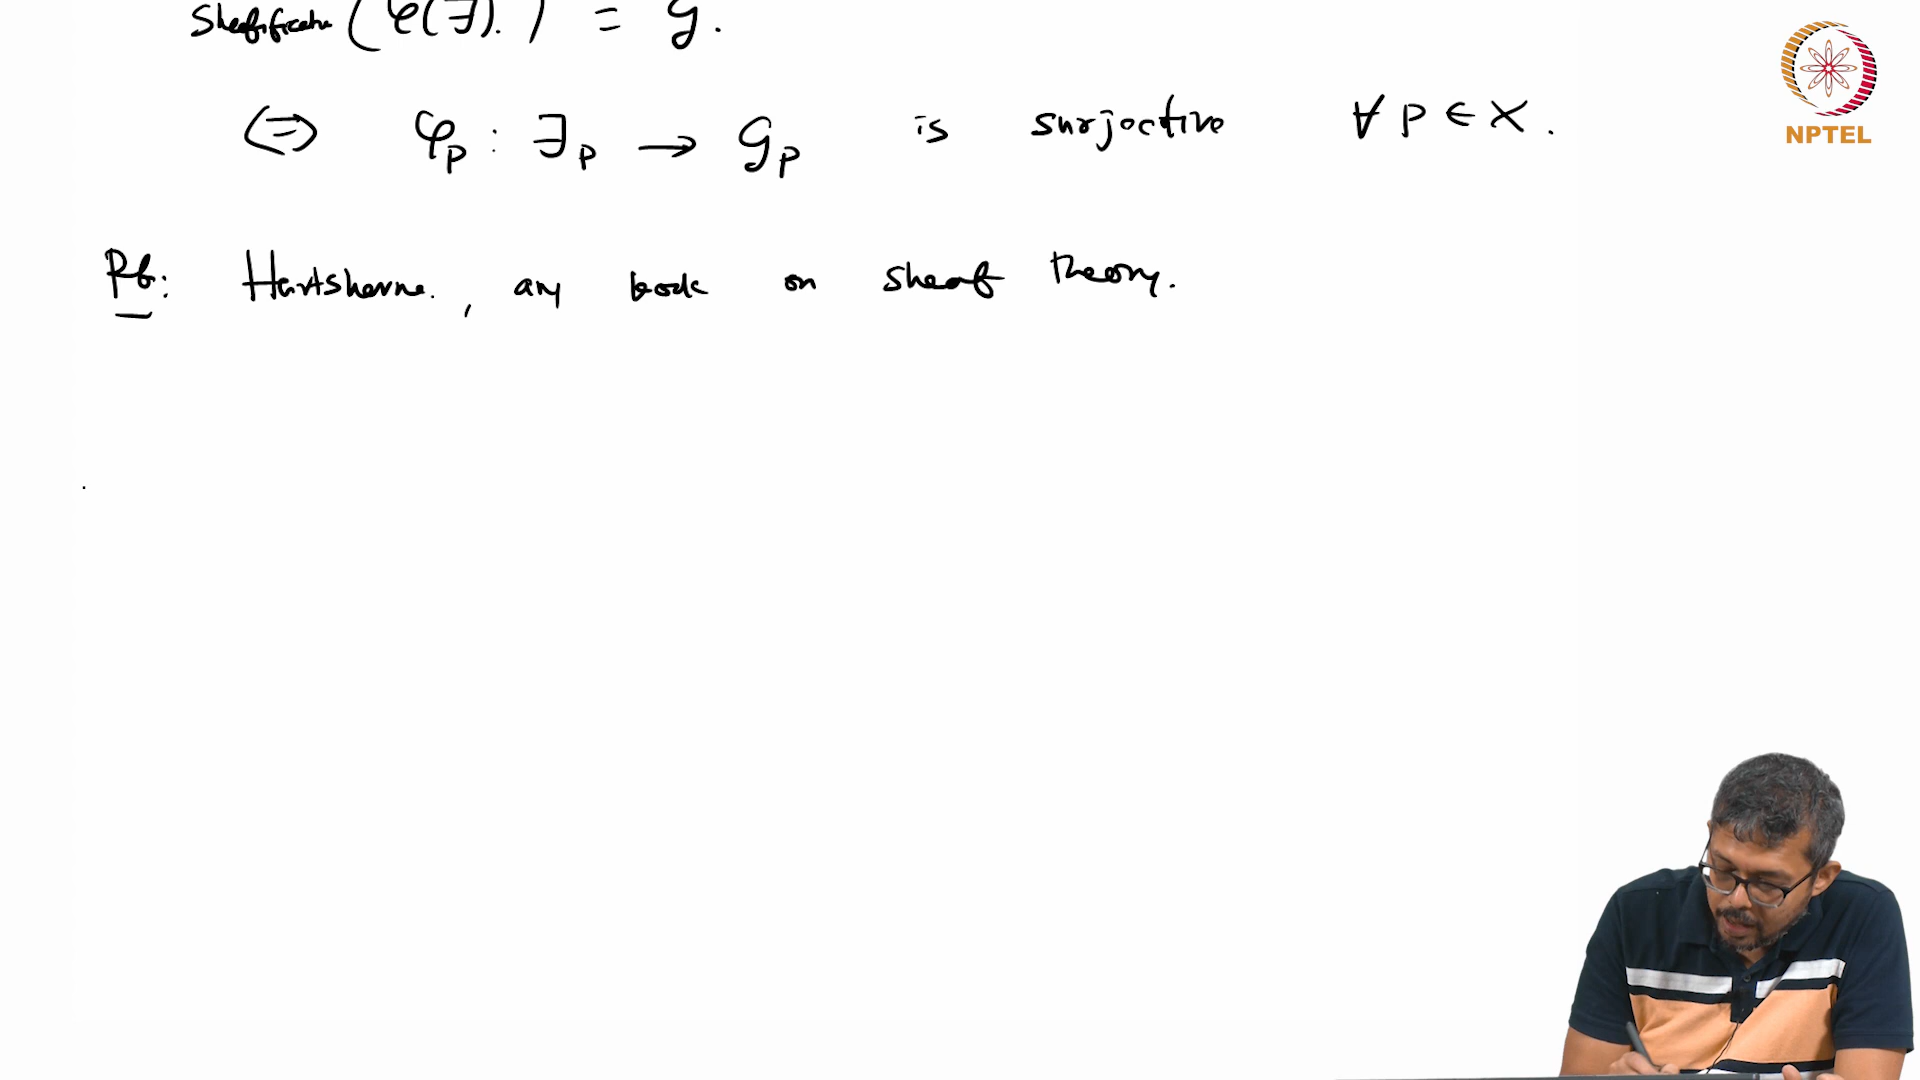 Sheafification (φ(ℱ).) = 𝒢.
NPTEL
⇔ φ_p : ℱ_p → 𝒢_p is surjective ∀ p ∈ X.
Pf: Hartshorne., any book on sheaf theory.